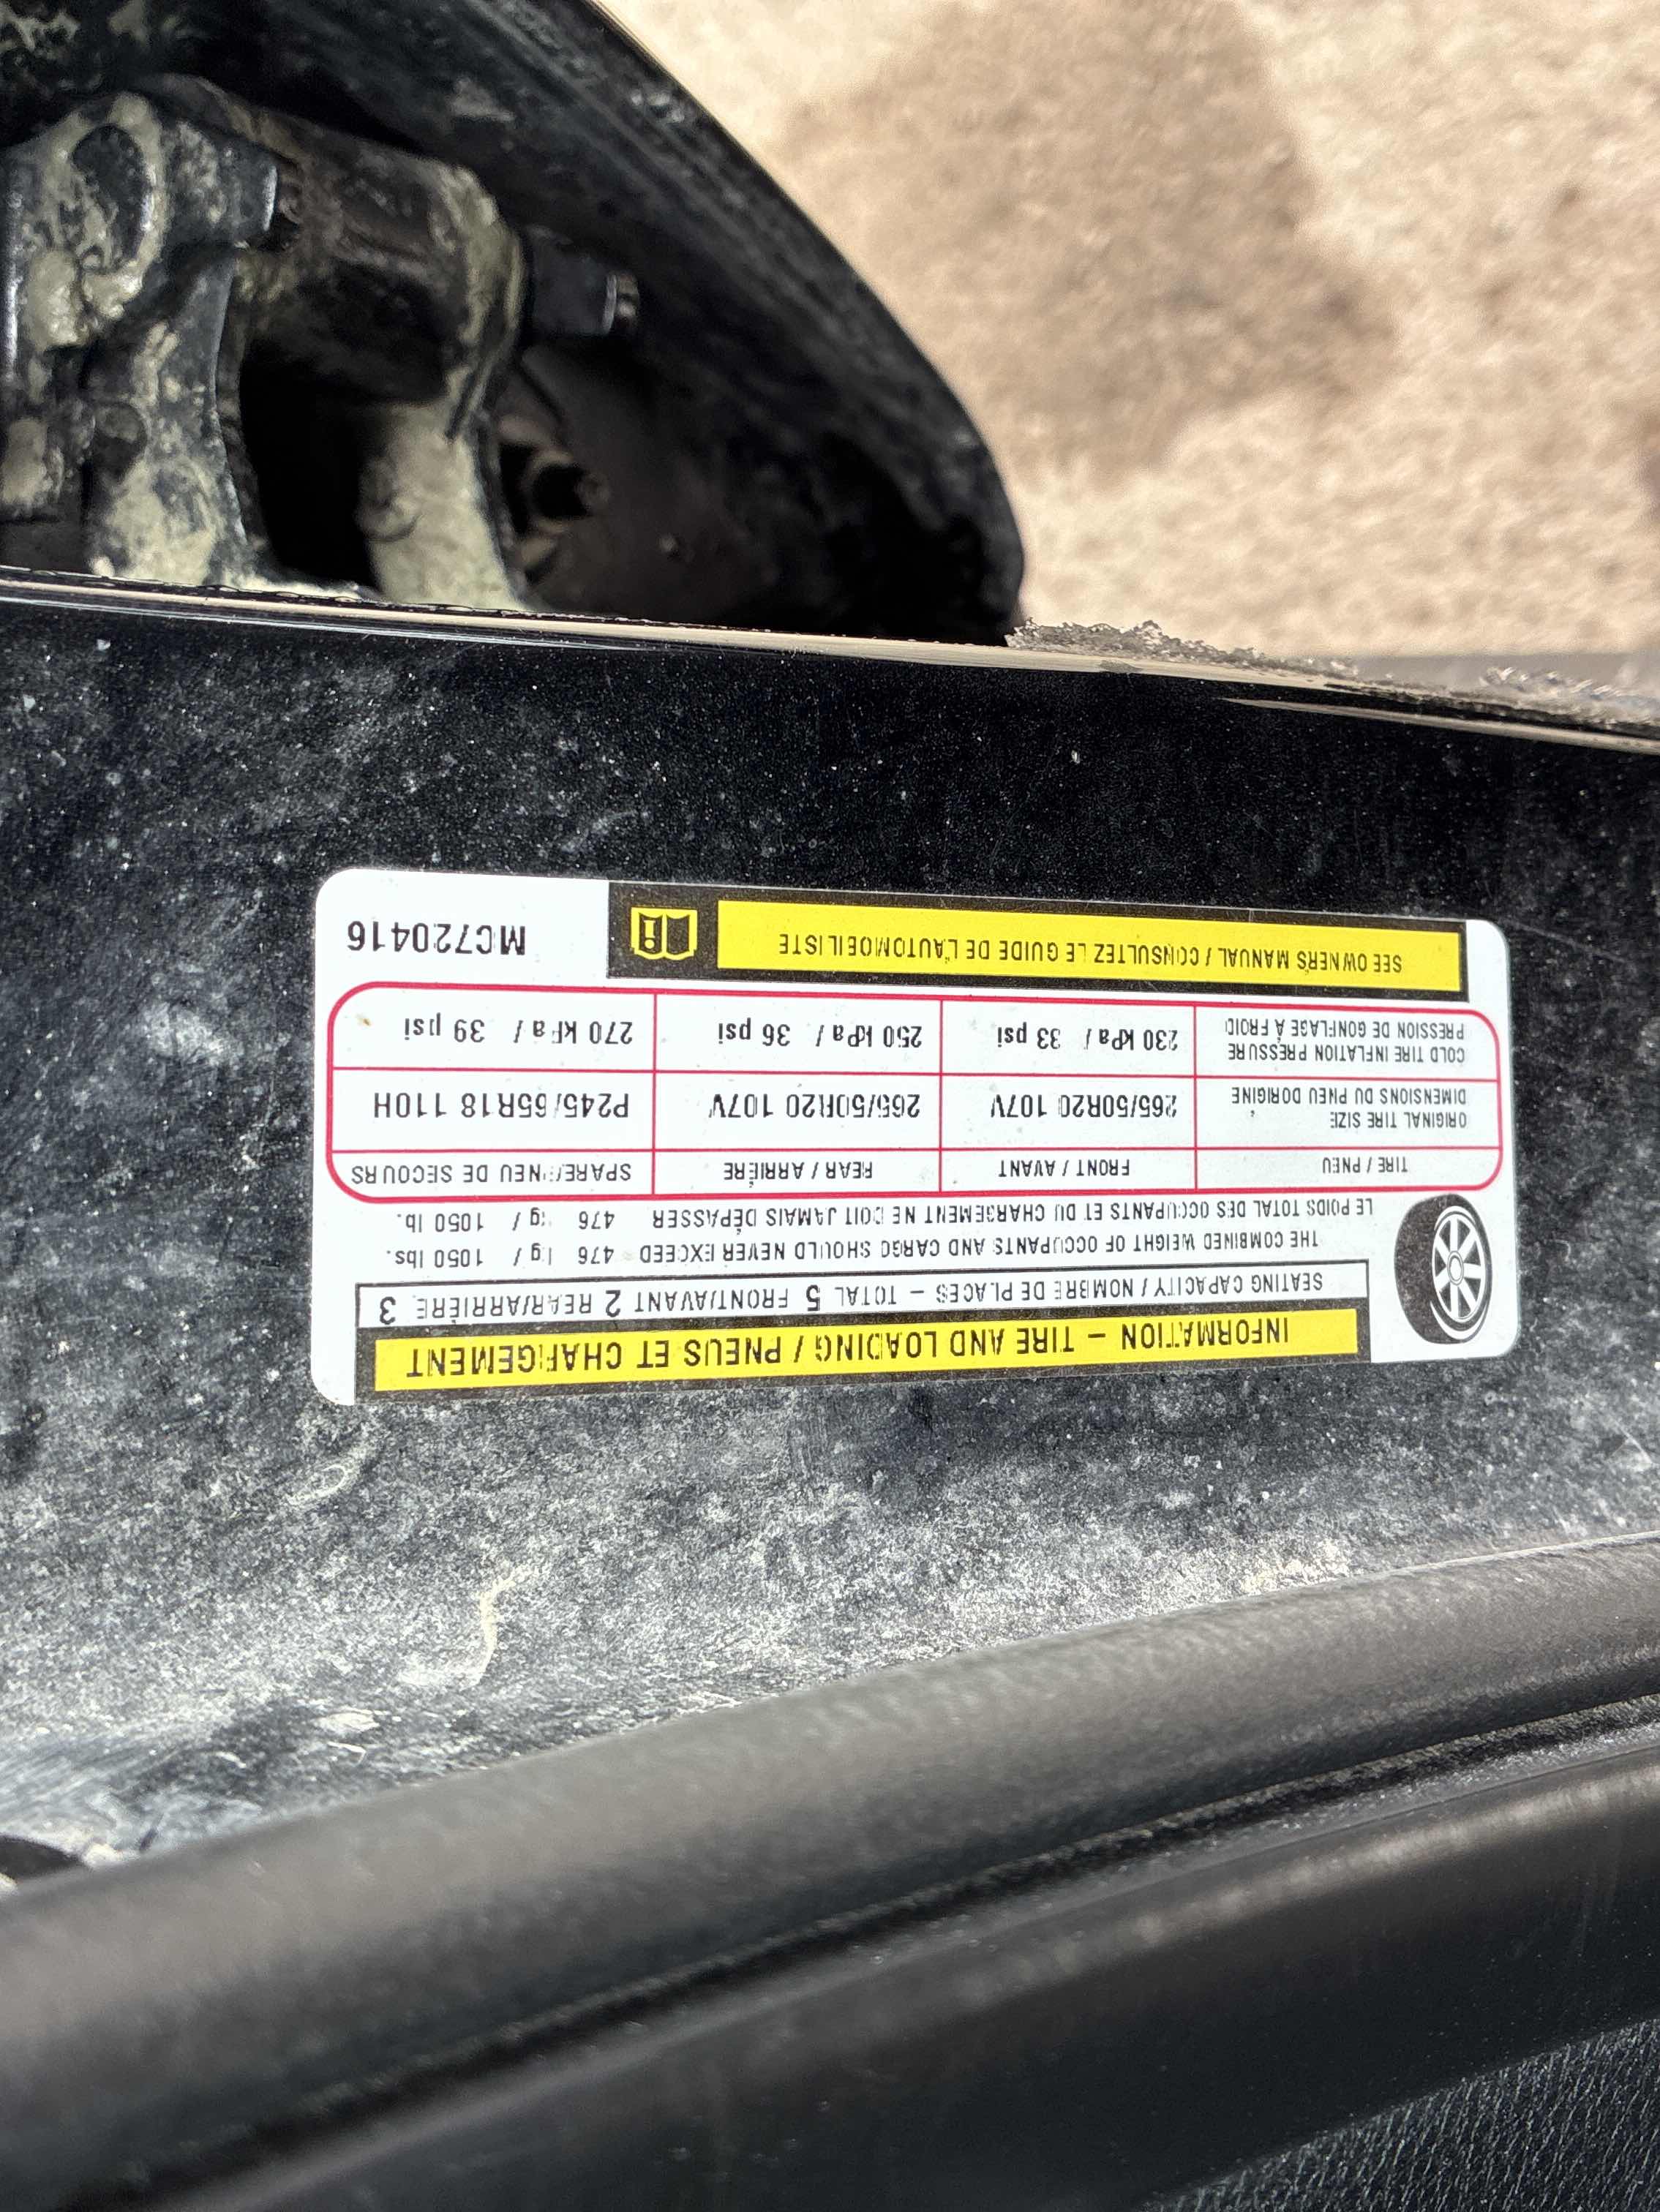 INFORMATION – TIRE AND LOADING / PNEUS ET CHARGEMENT
SEATING CAPACITY / NOMBRE DE PLACES – TOTAL 5 FRONT/AVANT 2 REAR/ARRIÈRE 3
THE COMBINED WEIGHT OF OCCUPANTS AND CARGO SHOULD NEVER EXCEED 476 kg / 1050 lbs.
LE POIDS TOTAL DES OCCUPANTS ET DU CHARGEMENT NE DOIT JAMAIS DÉPASSER 476 kg / 1050 lb.
TIRE / PNEU FRONT / AVANT REAR / ARRIÈRE SPARE/PNEU DE SECOURS
ORIGINAL TIRE SIZE
DIMENSIONS DU PNEU D'ORIGINE
265/50R20 107V 265/50R20 107V P245/65R18 110H
COLD TIRE INFLATION PRESSURE
PRESSION DE GONFLAGE À FROID
230 kPa / 33 psi 250 kPa / 36 psi 270 kPa / 39 psi
SEE OWNER'S MANUAL / CONSULTEZ LE GUIDE DE L'AUTOMOBILISTE
MC720416